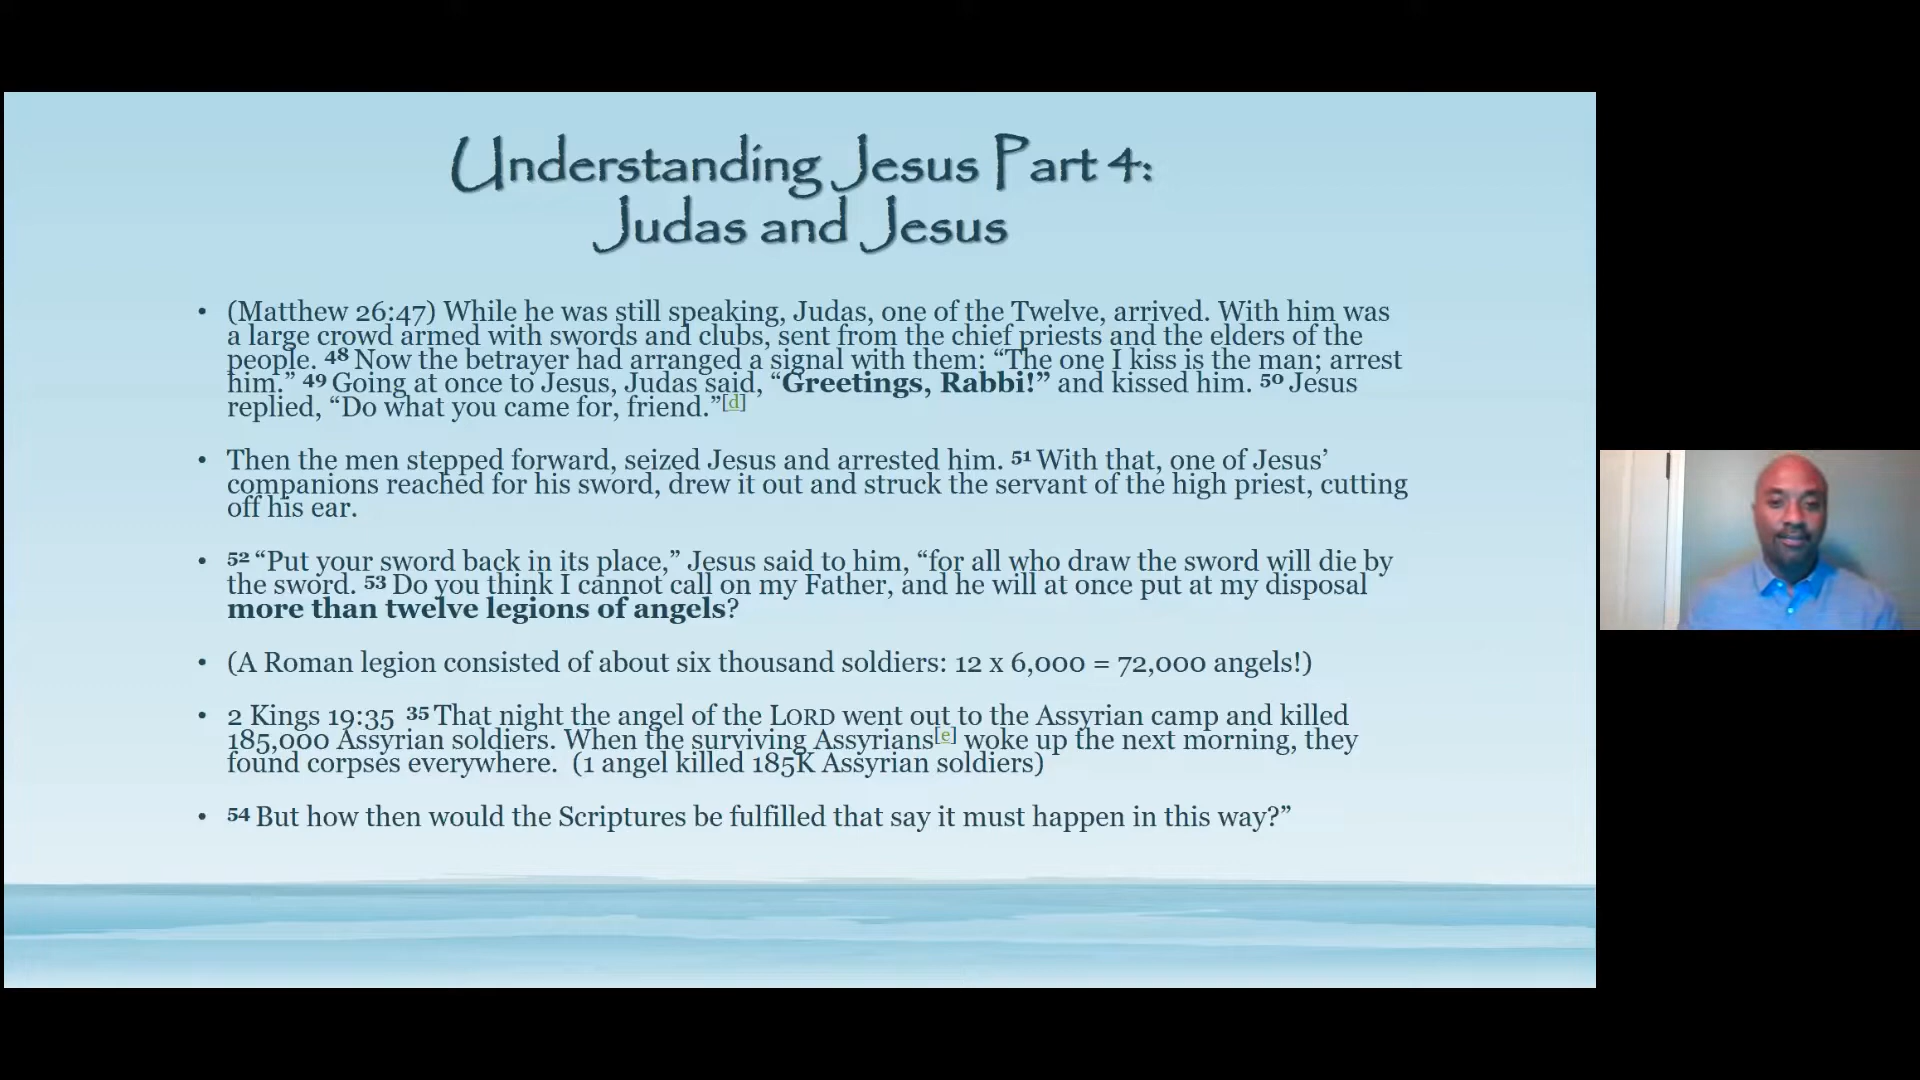 Understanding Jesus Part 4:
Judas and Jesus
• (Matthew 26:47) While he was still speaking, Judas, one of the Twelve, arrived. With him was
a large crowd armed with swords and clubs, sent from the chief priests and the elders of the
people. 48 Now the betrayer had arranged a signal with them: “The one I kiss is the man; arrest
him.” 49 Going at once to Jesus, Judas said, “Greetings, Rabbi!” and kissed him. 50 Jesus
replied, “Do what you came for, friend.”[d]
• Then the men stepped forward, seized Jesus and arrested him. 51 With that, one of Jesus’
companions reached for his sword, drew it out and struck the servant of the high priest, cutting
off his ear.
• 52 “Put your sword back in its place,” Jesus said to him, “for all who draw the sword will die by
the sword. 53 Do you think I cannot call on my Father, and he will at once put at my disposal
more than twelve legions of angels?
• (A Roman legion consisted of about six thousand soldiers: 12 x 6,000 = 72,000 angels!)
• 2 Kings 19:35 35 That night the angel of the LORD went out to the Assyrian camp and killed
185,000 Assyrian soldiers. When the surviving Assyrians[e] woke up the next morning, they
found corpses everywhere. (1 angel killed 185K Assyrian soldiers)
• 54 But how then would the Scriptures be fulfilled that say it must happen in this way?”